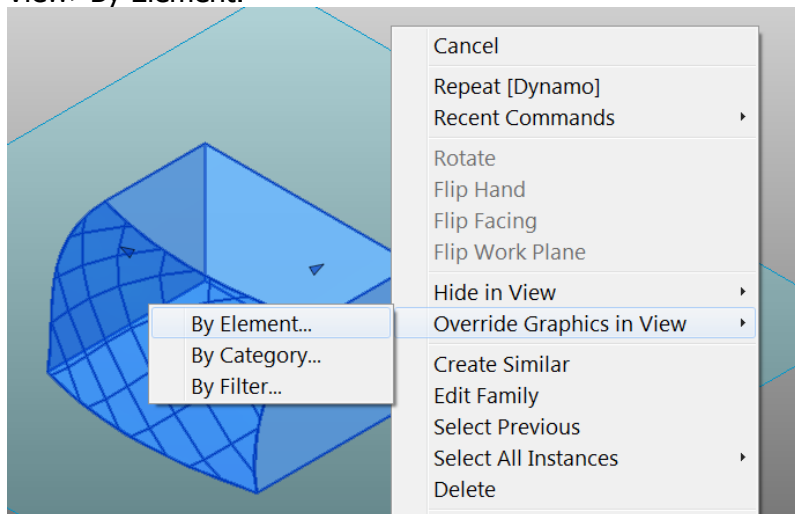 View> By Element.
Cancel
Repeat [Dynamo]
Recent Commands
Rotate
Flip Hand
Flip Facing
Flip Work Plane
Hide in View
Override Graphics in View
By Element...
By Category...
By Filter...
Create Similar
Edit Family
Select Previous
Select All Instances
Delete